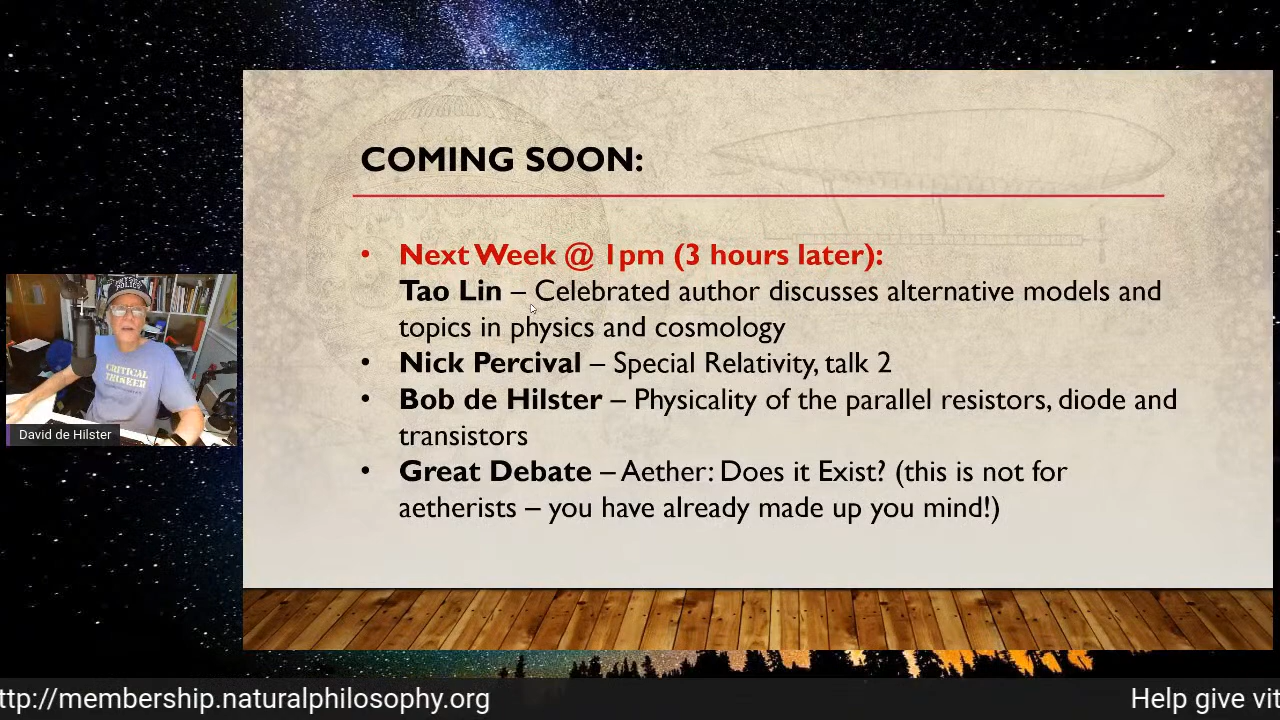 COMING SOON:
• Next Week @ 1pm (3 hours later):
Tao Lin – Celebrated author discusses alternative models and
topics in physics and cosmology
• Nick Percival – Special Relativity, talk 2
• Bob de Hilster – Physicality of the parallel resistors, diode and
transistors
• Great Debate – Aether: Does it Exist? (this is not for
aetherists – you have already made up you mind!)
CRITICAL
THINKER
David de Hilster
ttp://membership.naturalphilosophy.org
Help give vit